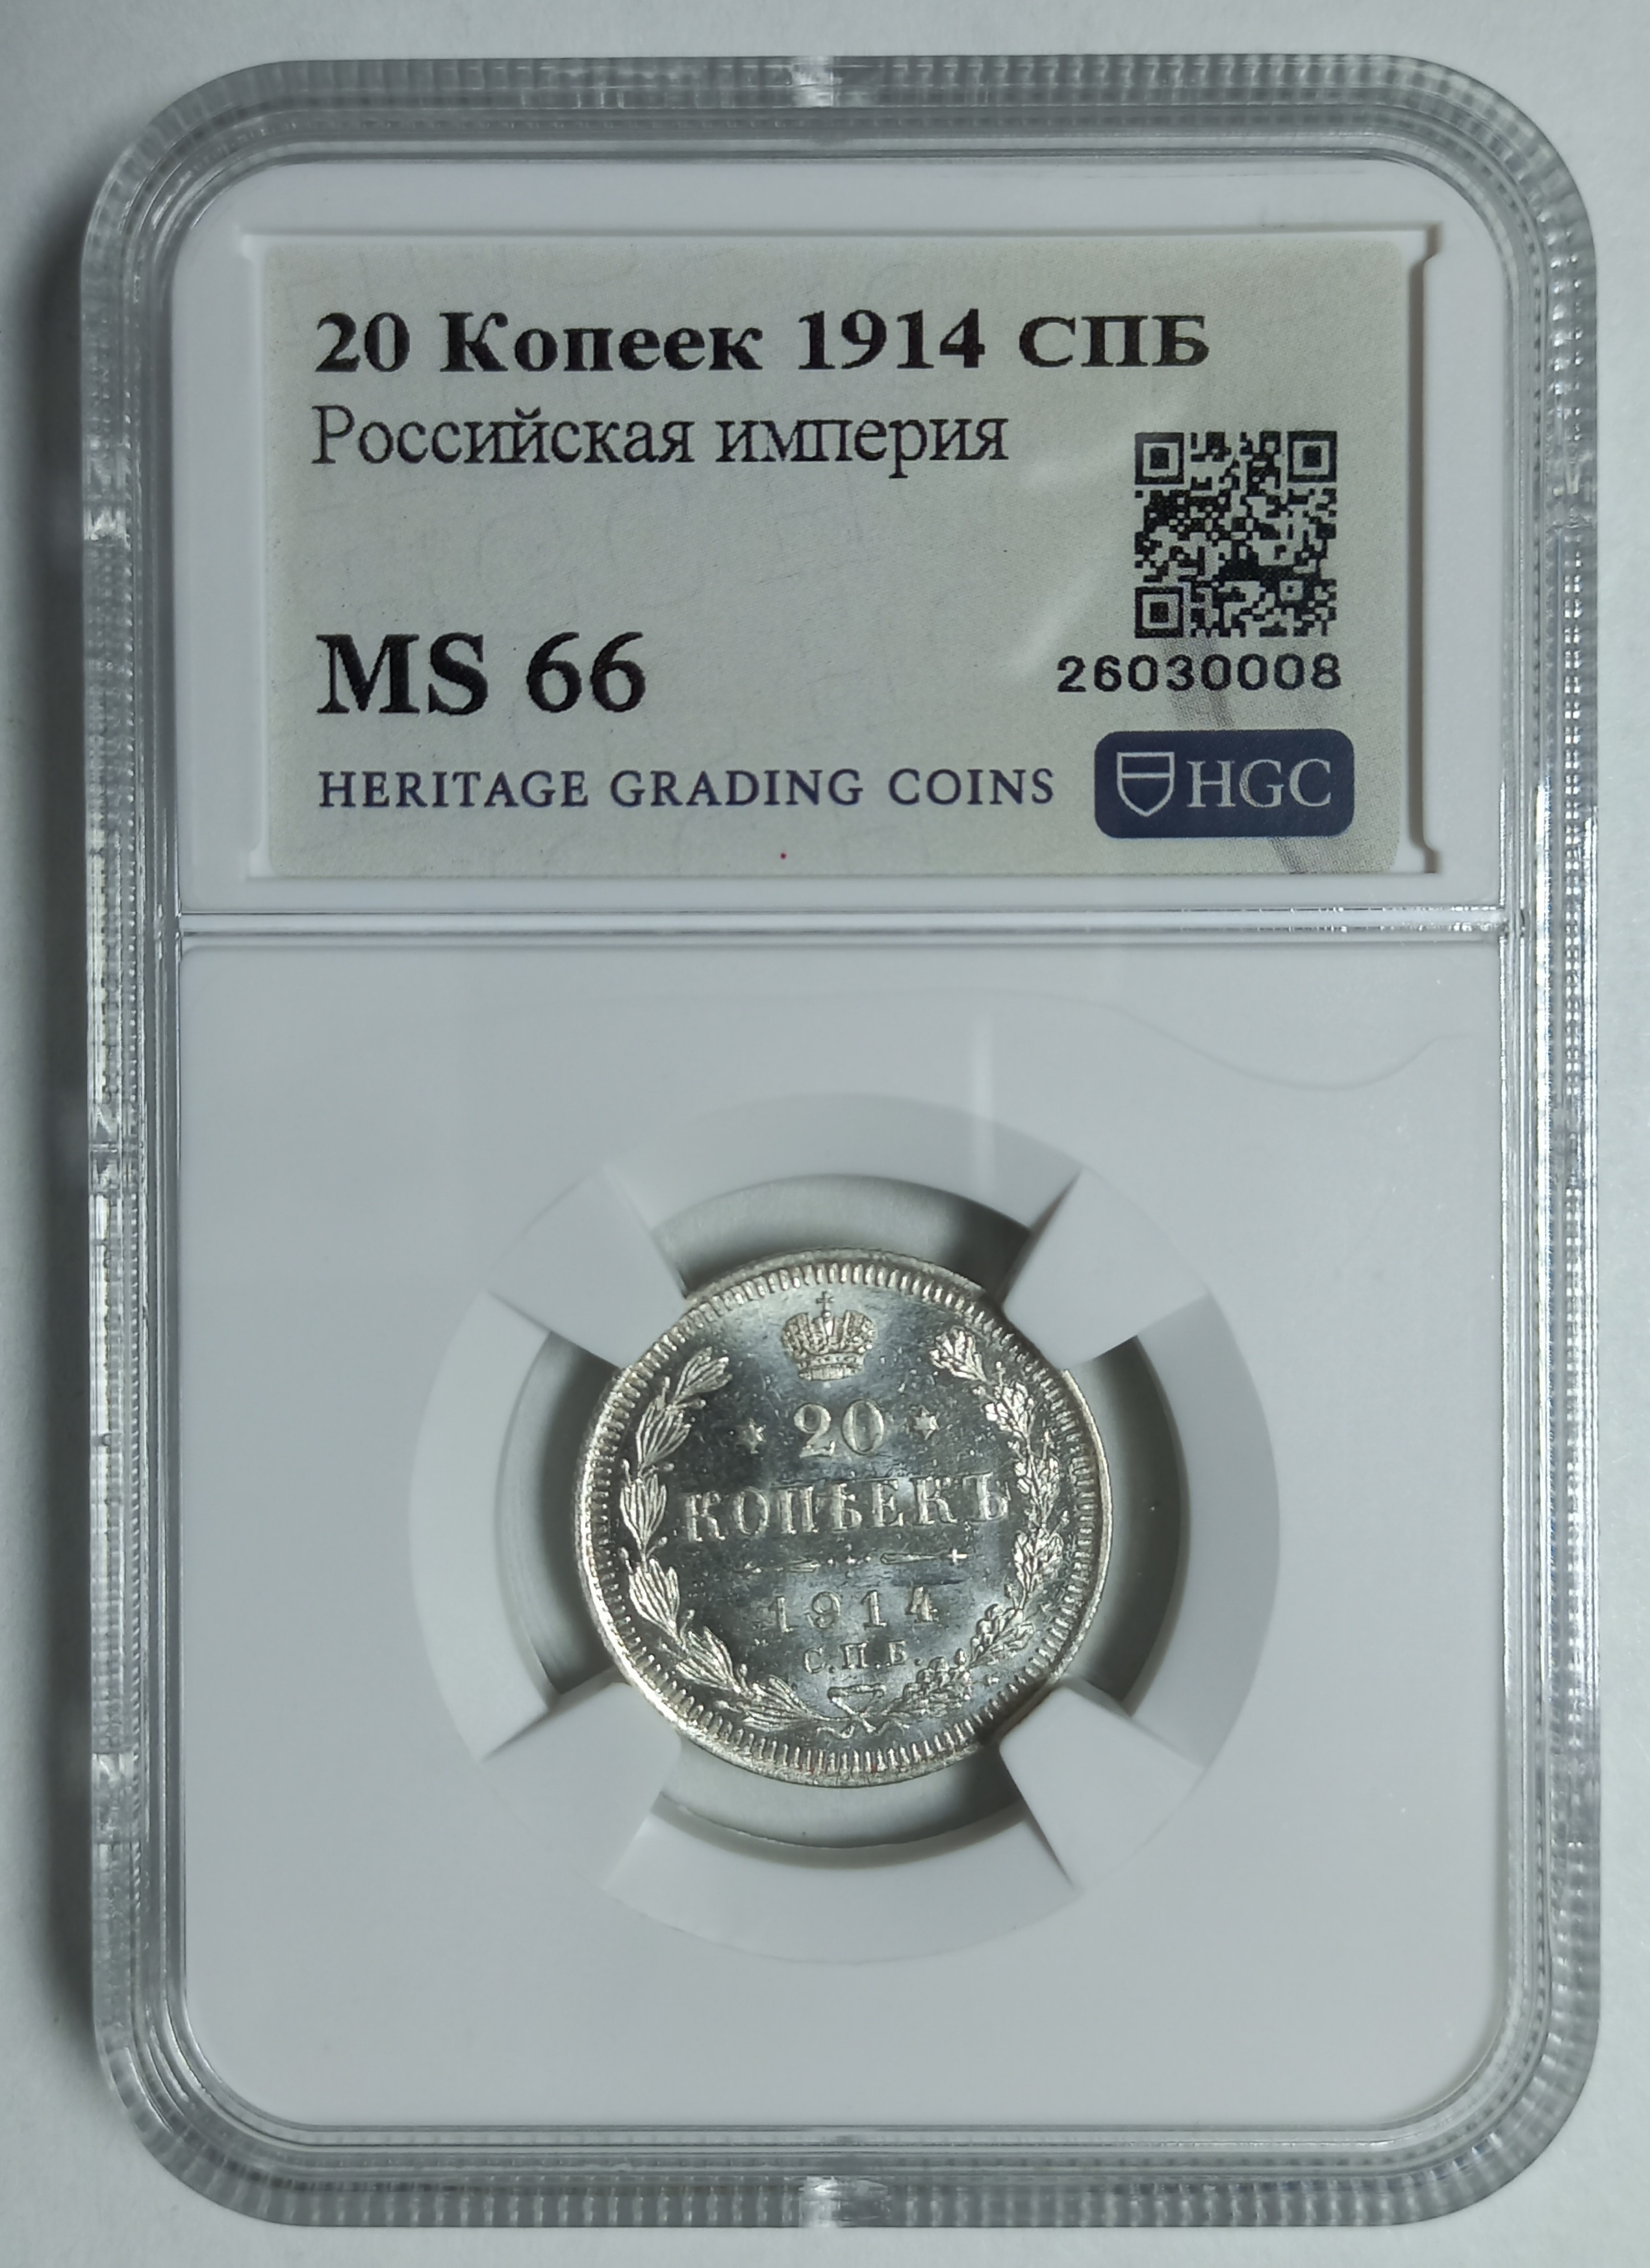 20 Копеек 1914 СПБ
Российская империя
MS 66
26030008
HERITAGE GRADING COINS
HGC
20
КОПѢЕКЪ
1914
С.П.Б.